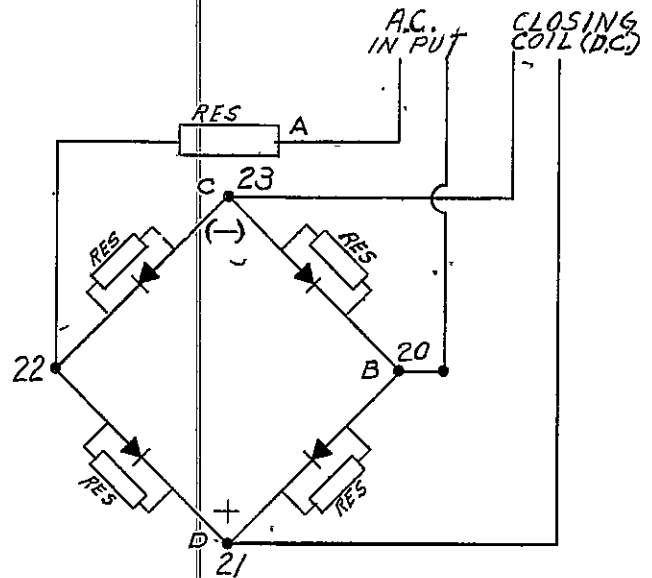 A.C.
IN PUT
CLOSING
COIL (D.C.)
RES
A
C 23
(—)
RES
RES
22
B 20
RES
RES
+
D
21